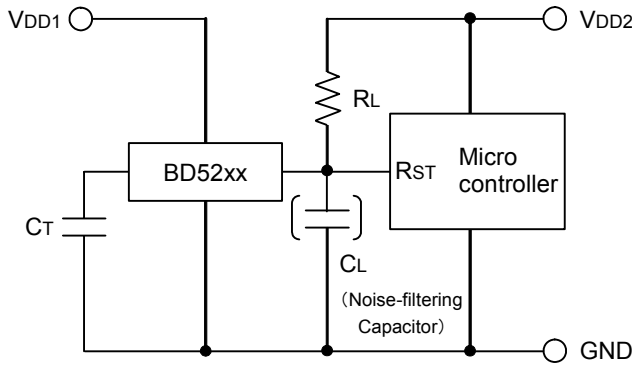 VDD1
VDD2
RL
BD52xx
RST
Micro
controller
CT
CL
（Noise-filtering
Capacitor）
GND